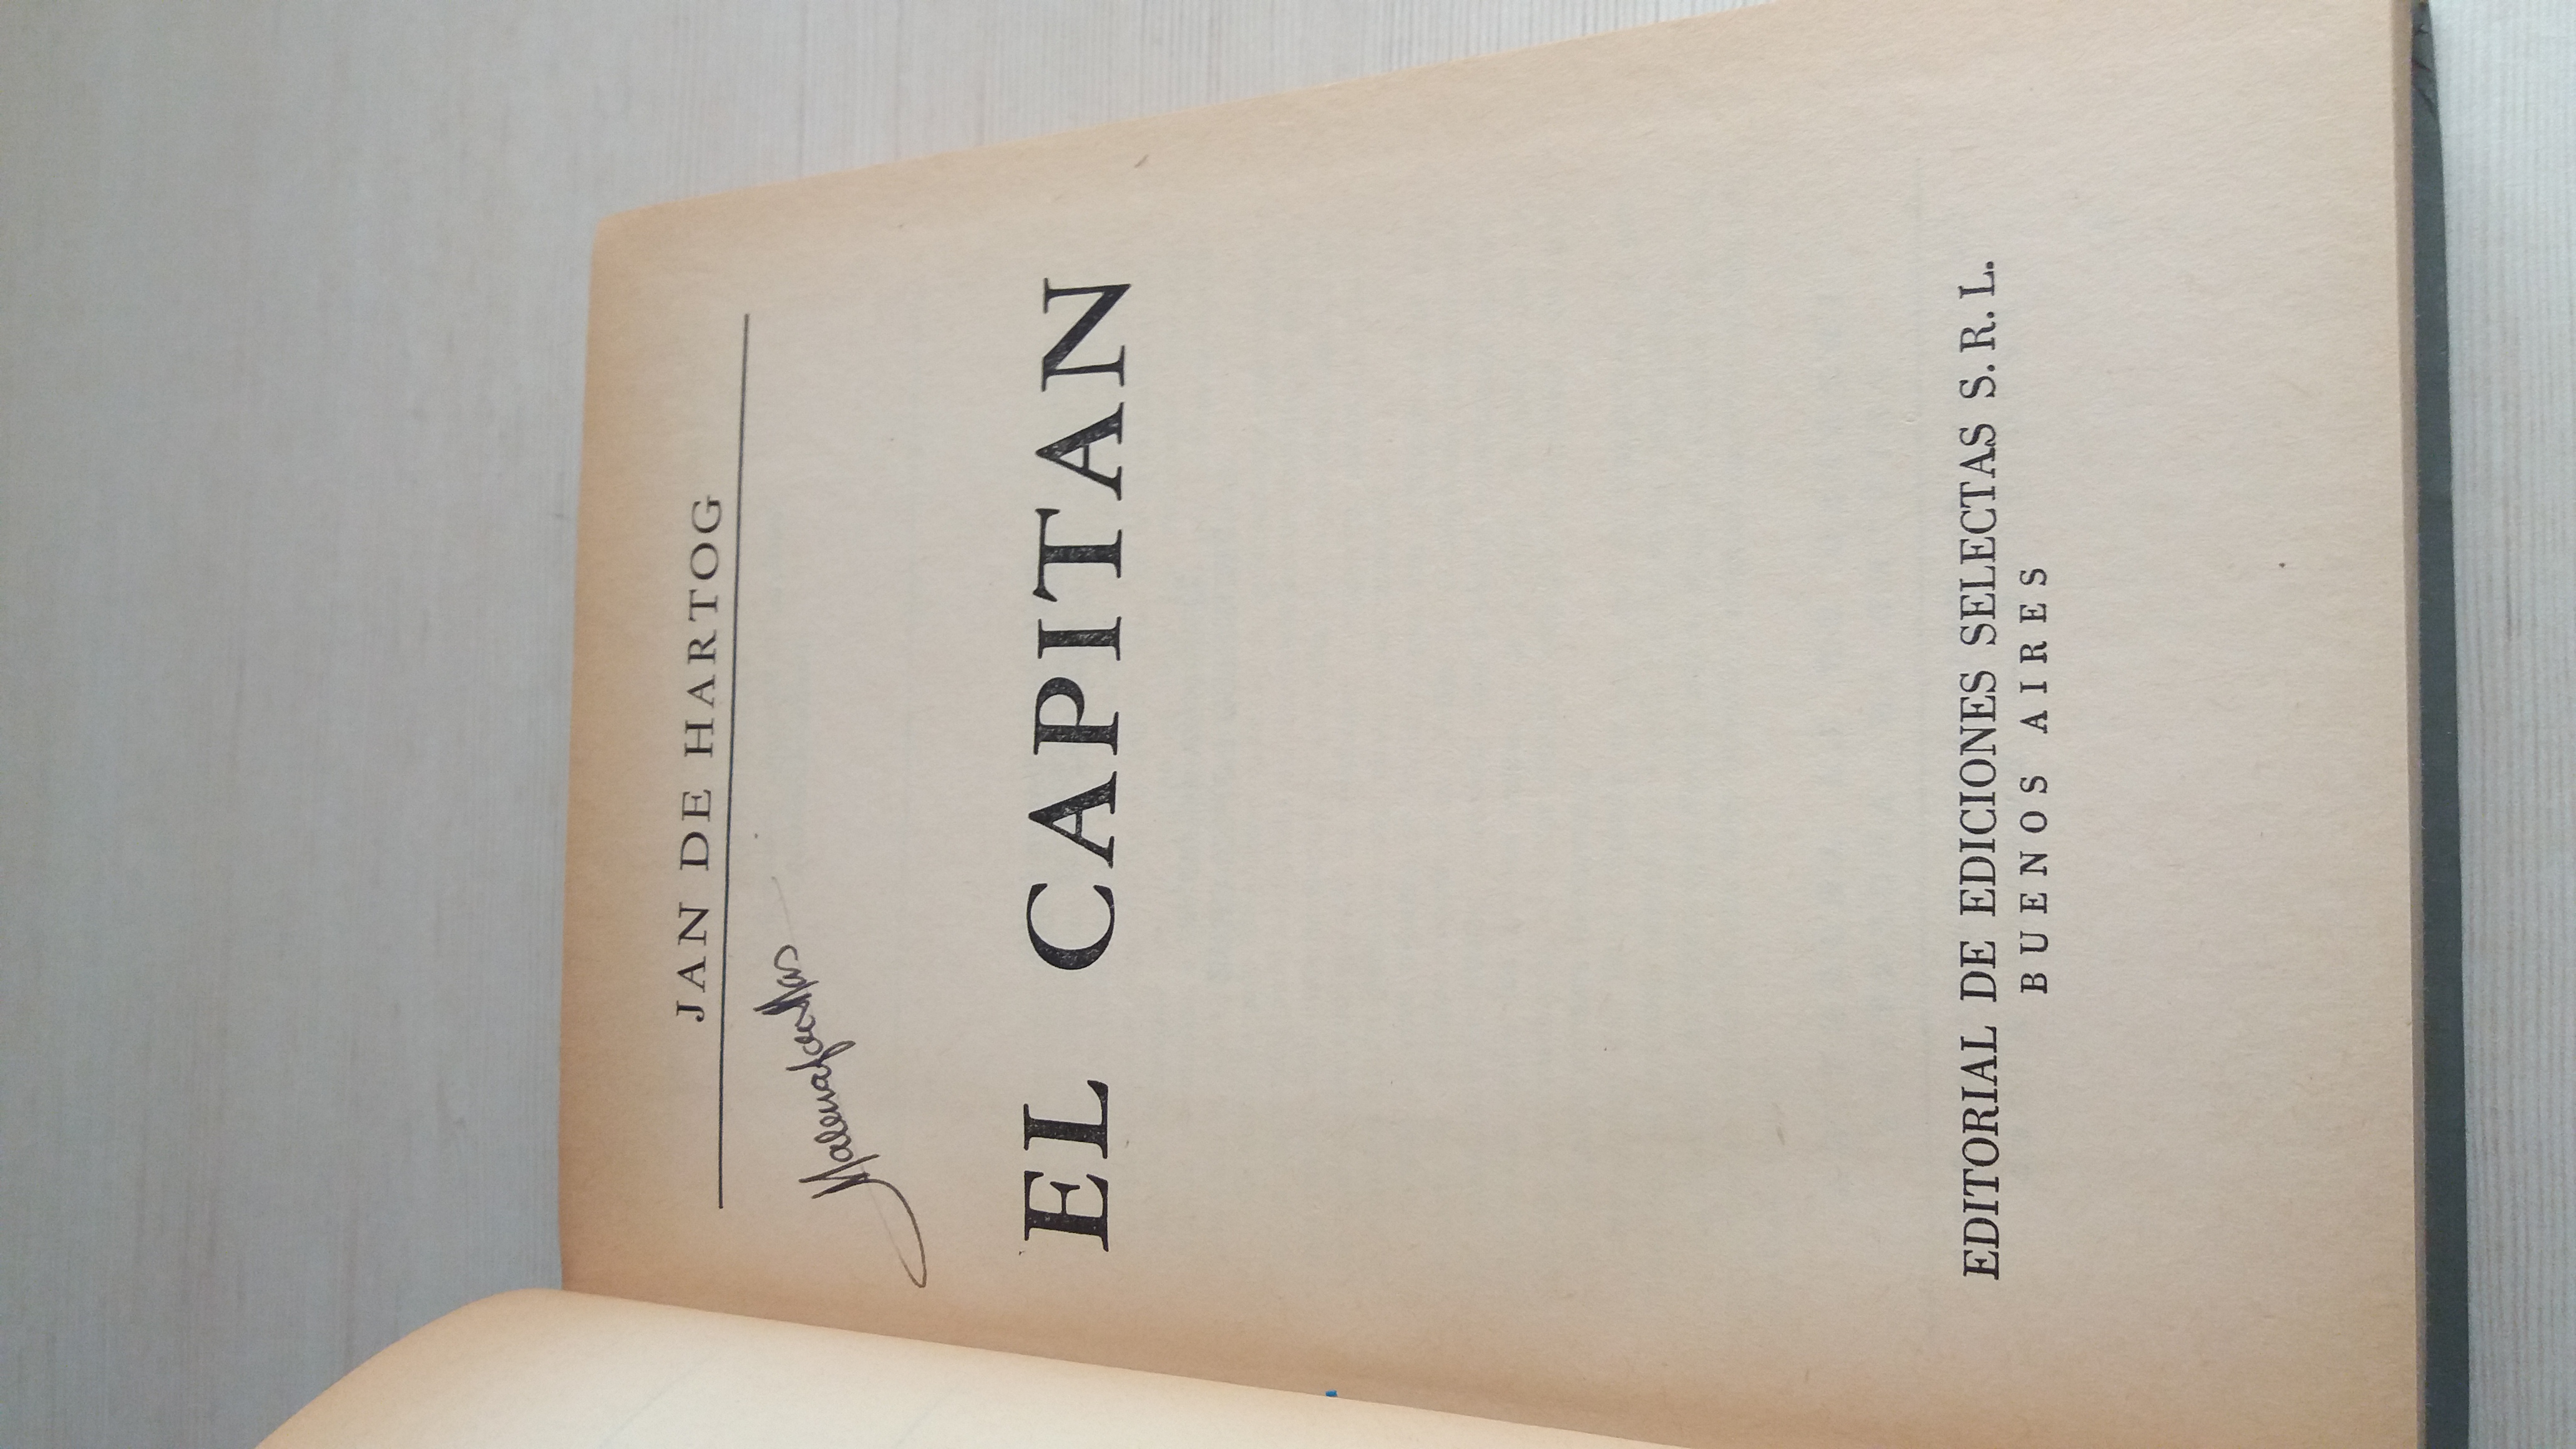 JAN DE HARTOG
EL CAPITAN
EDITORIAL DE EDICIONES SELECTAS S. R. L.
BUENOS AIRES